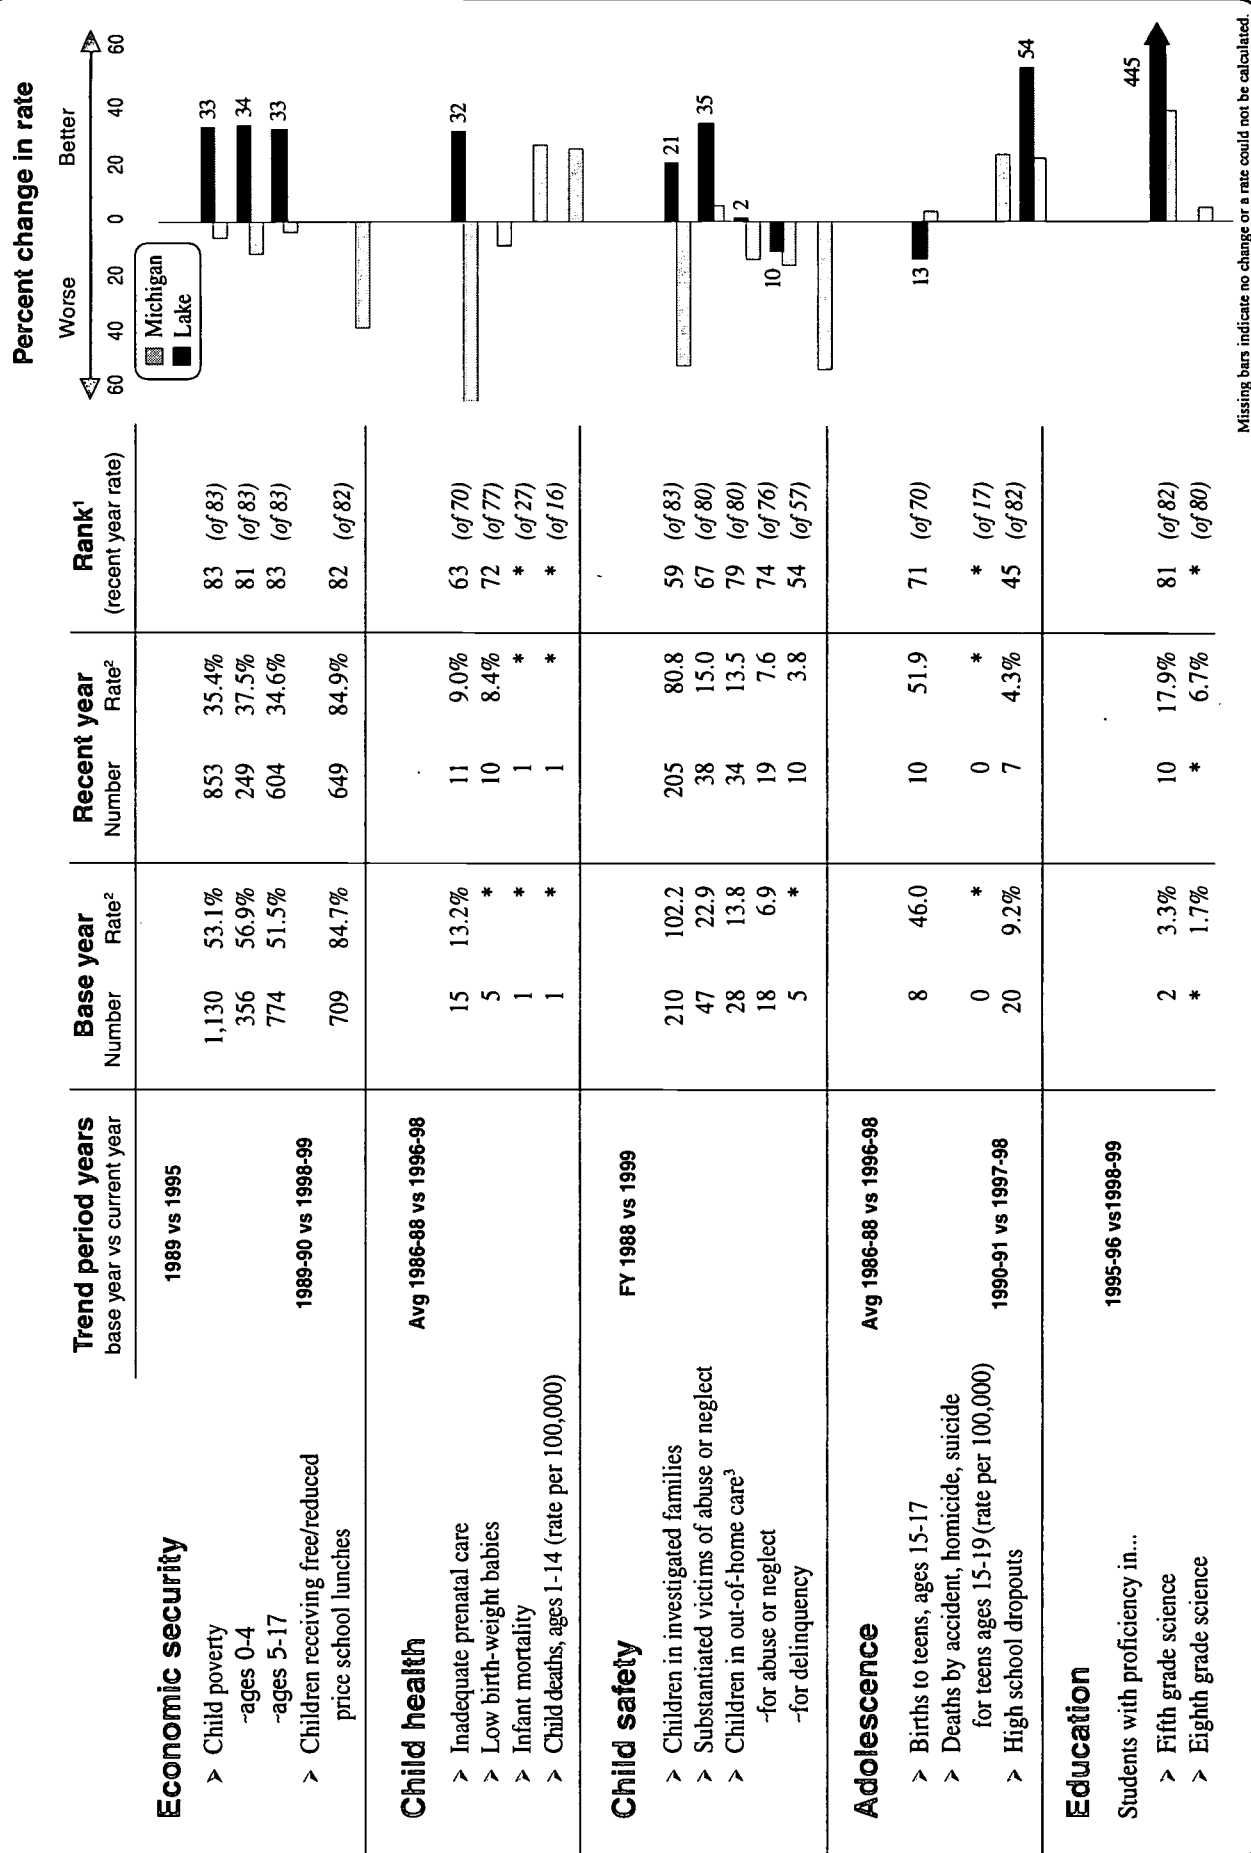 Percent change in rate
Trend period years Base year Recent year Rank¹ Worse Better
base year vs current year Number Rate² Number Rate² (recent year rate) 60 40 20 0 20 40 60
Economic security
1989 vs 1995
Michigan
Lake
> Child poverty 1,130 53.1% 853 35.4% 83 (of 83) 33
~ages 0-4 356 56.9% 249 37.5% 81 (of 83) 34
~ages 5-17 774 51.5% 604 34.6% 83 (of 83) 33
> Children receiving free/reduced 1989-90 vs 1998-99
price school lunches 709 84.7% 649 84.9% 82 (of 82)
Child health
Avg 1986-88 vs 1996-98
> Inadequate prenatal care 15 13.2% 11 9.0% 63 (of 70) 32
> Low birth-weight babies 5 * 10 8.4% 72 (of 77)
> Infant mortality 1 * 1 * * (of 27)
> Child deaths, ages 1-14 (rate per 100,000) 1 * 1 * * (of 16)
Child safety
FY 1988 vs 1999
> Children in investigated families 210 102.2 205 80.8 59 (of 83) 21
> Substantiated victims of abuse or neglect 47 22.9 38 15.0 67 (of 80) 35
> Children in out-of-home care³ 28 13.8 34 13.5 79 (of 80) 2
~for abuse or neglect 18 6.9 19 7.6 74 (of 76) 10
~for delinquency 5 * 10 3.8 54 (of 57)
Adolescence
Avg 1986-88 vs 1996-98
> Births to teens, ages 15-17 8 46.0 10 51.9 71 (of 70) 13
> Deaths by accident, homicide, suicide
for teens ages 15-19 (rate per 100,000) 0 * 0 * * (of 17)
1990-91 vs 1997-98
> High school dropouts 20 9.2% 7 4.3% 45 (of 82) 54
Education
Students with proficiency in... 1995-96 vs1998-99
> Fifth grade science 2 3.3% 10 17.9% 81 (of 82) 445
> Eighth grade science * 1.7% * 6.7% * (of 80)
Missing bars indicate no change or a rate could not be calculated.